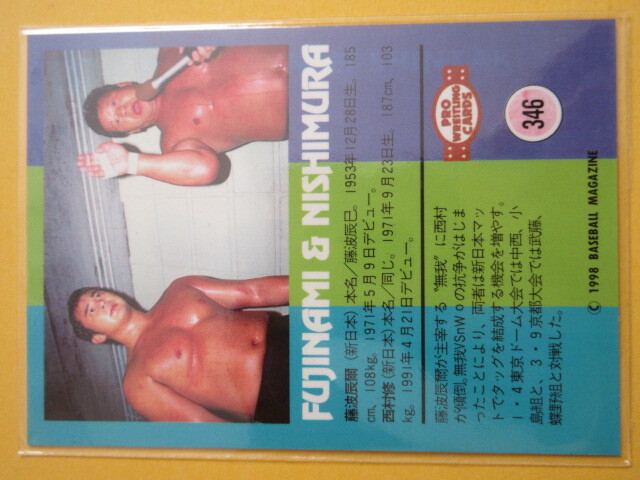 FUJINAMI & NISHIMURA
藤波辰爾(新日本)本名/藤波辰巳。1953年12月28日生。185
cm、108kg。1971年5月9日デビュー。
西村修(新日本)本名/同じ。1971年9月23日生。187cm、103
kg。1991年4月21日デビュー。
PRO
WRESTLING
CARDS
346
藤波辰爾が主宰する“無我”に西村
が傾倒。無我VSnWoの抗争がはじま
ったことにより、両者は新日本マッ
トでタッグを結成する機会を増やす。
1・4東京ドーム大会では中西、小
島組と、3・9京都大会では武藤、
蝶野組と対戦した。
© 1998 BASEBALL MAGAZINE